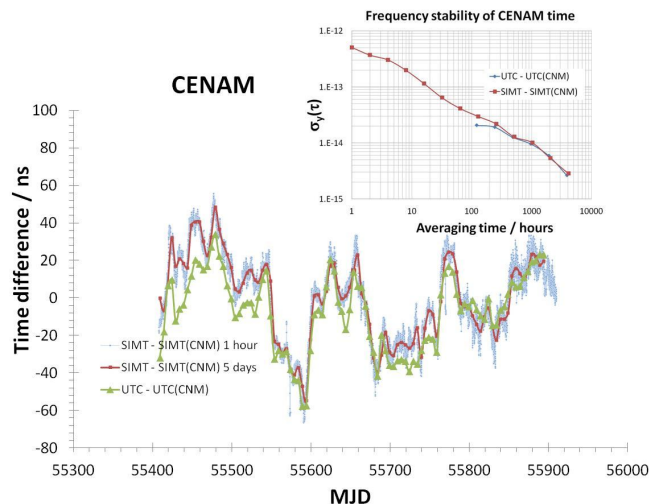 Frequency stability of CENAM time
1.E-12
1.E-13
1.E-14
1.E-15
σy(τ)
UTC - UTC(CNM)
SIMT - SIMT(CNM)
1 10 100 1000 10000
Averaging time / hours
CENAM
Time difference / ns
100
80
60
40
20
0
-20
-40
-60
-80
SIMT - SIMT(CNM) 1 hour
SIMT - SIMT(CNM) 5 days
UTC - UTC(CNM)
55300 55400 55500 55600 55700 55800 55900 56000
MJD